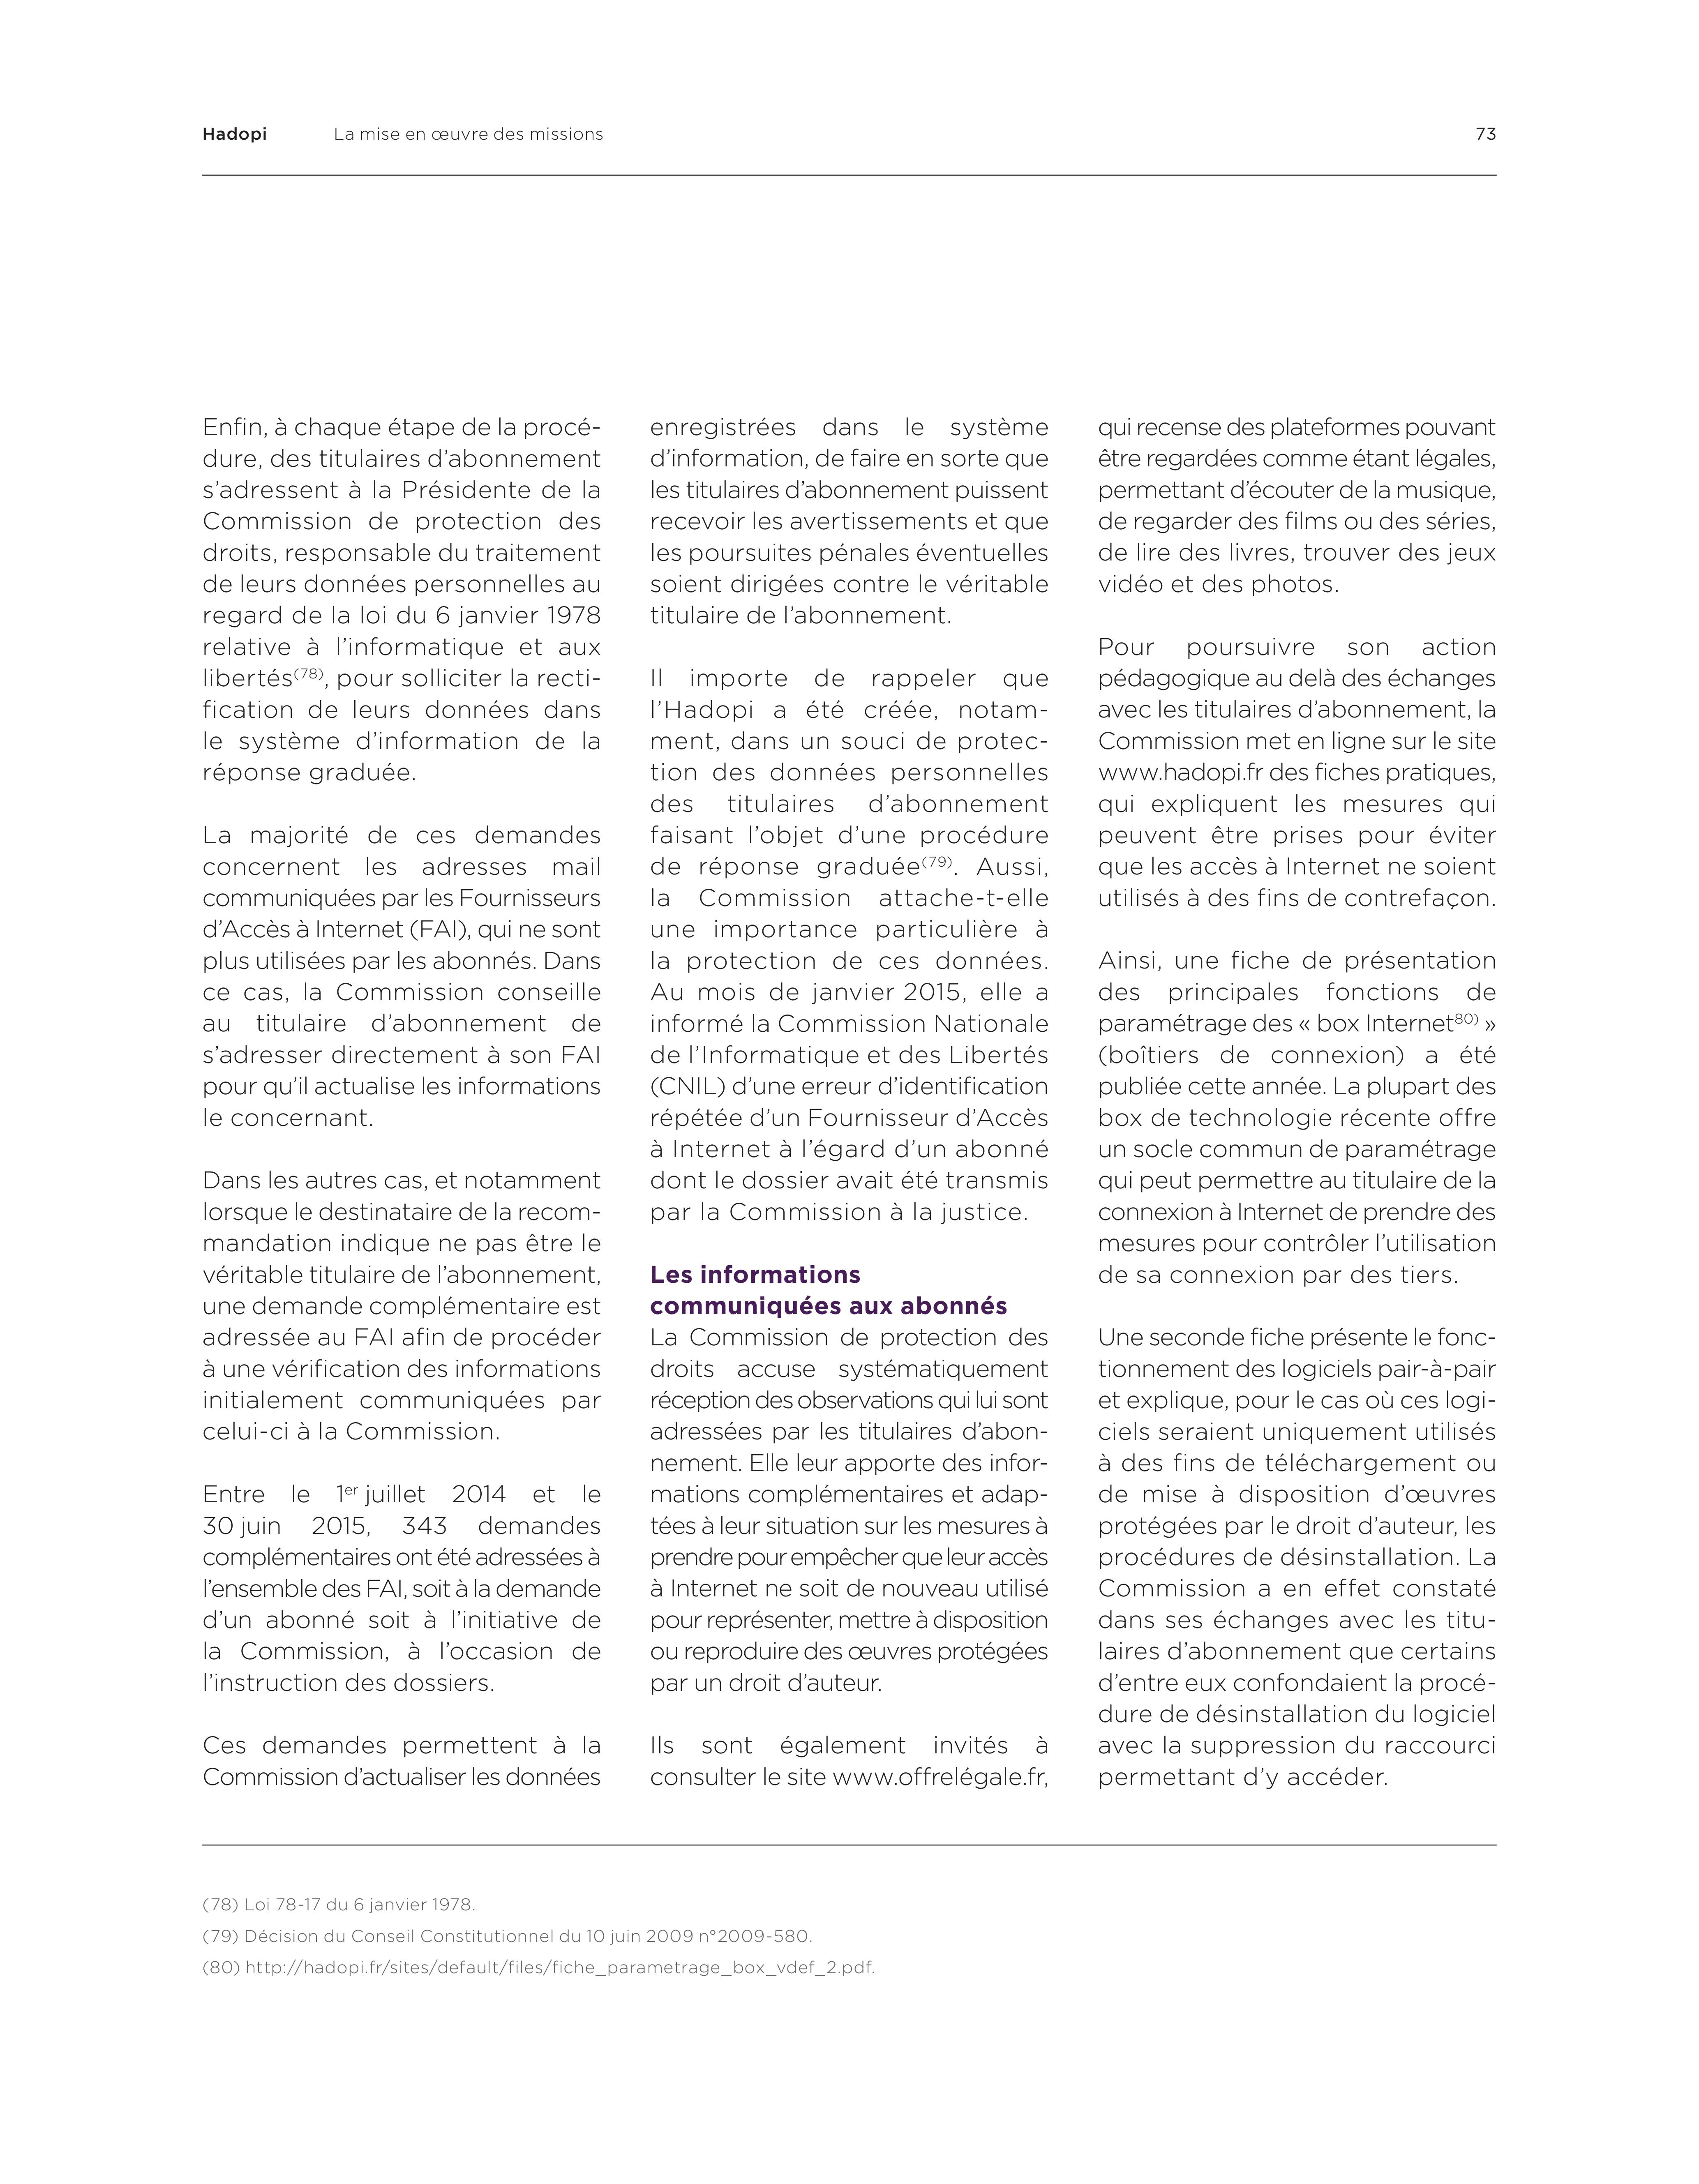 Hadopi La mise en œuvre des missions 73
Enfin, à chaque étape de la procé-
dure, des titulaires d’abonnement
s’adressent à la Présidente de la
Commission de protection des
droits, responsable du traitement
de leurs données personnelles au
regard de la loi du 6 janvier 1978
relative à l’informatique et aux
libertés(78), pour solliciter la recti-
fication de leurs données dans
le système d’information de la
réponse graduée.
La majorité de ces demandes
concernent les adresses mail
communiquées par les Fournisseurs
d’Accès à Internet (FAI), qui ne sont
plus utilisées par les abonnés. Dans
ce cas, la Commission conseille
au titulaire d’abonnement de
s’adresser directement à son FAI
pour qu’il actualise les informations
le concernant.
Dans les autres cas, et notamment
lorsque le destinataire de la recom-
mandation indique ne pas être le
véritable titulaire de l’abonnement,
une demande complémentaire est
adressée au FAI afin de procéder
à une vérification des informations
initialement communiquées par
celui-ci à la Commission.
Entre le 1er juillet 2014 et le
30 juin 2015, 343 demandes
complémentaires ont été adressées à
l’ensemble des FAI, soit à la demande
d’un abonné soit à l’initiative de
la Commission, à l’occasion de
l’instruction des dossiers.
Ces demandes permettent à la
Commission d’actualiser les données
enregistrées dans le système
d’information, de faire en sorte que
les titulaires d’abonnement puissent
recevoir les avertissements et que
les poursuites pénales éventuelles
soient dirigées contre le véritable
titulaire de l’abonnement.
Il importe de rappeler que
l’Hadopi a été créée, notam-
ment, dans un souci de protec-
tion des données personnelles
des titulaires d’abonnement
faisant l’objet d’une procédure
de réponse graduée(79). Aussi,
la Commission attache-t-elle
une importance particulière à
la protection de ces données.
Au mois de janvier 2015, elle a
informé la Commission Nationale
de l’Informatique et des Libertés
(CNIL) d’une erreur d’identification
répétée d’un Fournisseur d’Accès
à Internet à l’égard d’un abonné
dont le dossier avait été transmis
par la Commission à la justice.
Les informations
communiquées aux abonnés
La Commission de protection des
droits accuse systématiquement
réception des observations qui lui sont
adressées par les titulaires d’abon-
nement. Elle leur apporte des infor-
mations complémentaires et adap-
tées à leur situation sur les mesures à
prendre pour empêcher que leur accès
à Internet ne soit de nouveau utilisé
pour représenter, mettre à disposition
ou reproduire des œuvres protégées
par un droit d’auteur.
Ils sont également invités à
consulter le site www.offrelégale.fr,
qui recense des plateformes pouvant
être regardées comme étant légales,
permettant d’écouter de la musique,
de regarder des films ou des séries,
de lire des livres, trouver des jeux
vidéo et des photos.
Pour poursuivre son action
pédagogique au delà des échanges
avec les titulaires d’abonnement, la
Commission met en ligne sur le site
www.hadopi.fr des fiches pratiques,
qui expliquent les mesures qui
peuvent être prises pour éviter
que les accès à Internet ne soient
utilisés à des fins de contrefaçon.
Ainsi, une fiche de présentation
des principales fonctions de
paramétrage des « box Internet80) »
(boîtiers de connexion) a été
publiée cette année. La plupart des
box de technologie récente offre
un socle commun de paramétrage
qui peut permettre au titulaire de la
connexion à Internet de prendre des
mesures pour contrôler l’utilisation
de sa connexion par des tiers.
Une seconde fiche présente le fonc-
tionnement des logiciels pair-à-pair
et explique, pour le cas où ces logi-
ciels seraient uniquement utilisés
à des fins de téléchargement ou
de mise à disposition d’œuvres
protégées par le droit d’auteur, les
procédures de désinstallation. La
Commission a en effet constaté
dans ses échanges avec les titu-
laires d’abonnement que certains
d’entre eux confondaient la procé-
dure de désinstallation du logiciel
avec la suppression du raccourci
permettant d’y accéder.
(78) Loi 78-17 du 6 janvier 1978.
(79) Décision du Conseil Constitutionnel du 10 juin 2009 n°2009-580.
(80) http://hadopi.fr/sites/default/files/fiche_parametrage_box_vdef_2.pdf.